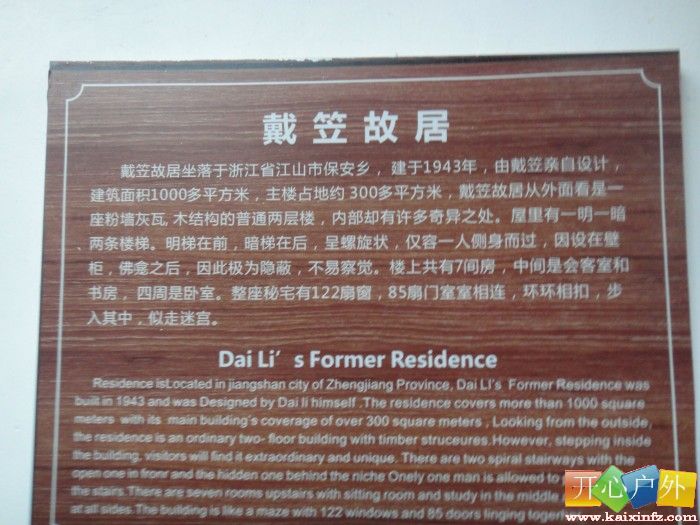 戴笠故居
戴笠故居坐落于浙江省江山市保安乡，建于1943年，由戴笠亲自设计，
建筑面积1000多平方米，主楼占地约 300多平方米，戴笠故居从外面看是一
座粉墙灰瓦, 木结构的普通两层楼，内部却有许多奇异之处。屋里有一明一暗
、两条楼梯。明梯在前，暗梯在后，呈螺旋状，仅容一人侧身而过，因设在壁
柜，佛龛之后，因此极为隐蔽，不易察觉。楼上共有7间房，中间是会客室和
书房，四周是卧室。整座秘宅有122扇窗，85扇门室室相连，环环相扣，步
入其中，似走迷宫。
Dai Li's Former Residence
Residence isLocated in jiangshan city of Zhengjiang Province, Dai LI's Former Residence was
built in 1943 and was Designed by Dai li himself .The residence covers more than 1000 square
meters with its main building's coverage of over 300 square meters , Looking from the outside,
the residence is an ordinary two- floor building with timber struceures.However, stepping inside
the building, visitors will find it extraordinary and unique. There are two spiral stairways with the
open one in fronr and the hidden one behind the niche Onely one man is allowed to
the stairs.There are seven rooms upstairs with sitting room and study in the middle
at all sides.The building is like a maze with 122 windows and 85 doors linging together
开心户外
www.kaixinfz.com